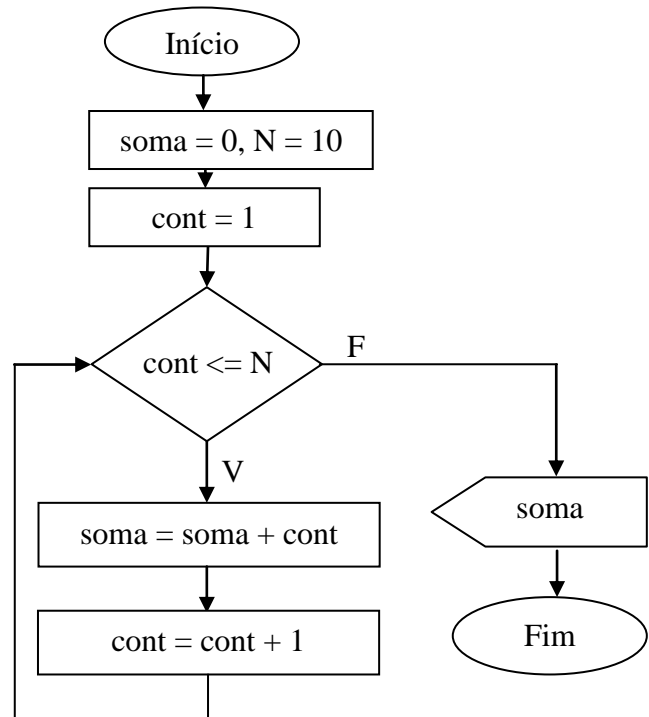 Início
soma = 0, N = 10
cont = 1
cont <= N
F
V
soma = soma + cont
cont = cont + 1
soma
Fim